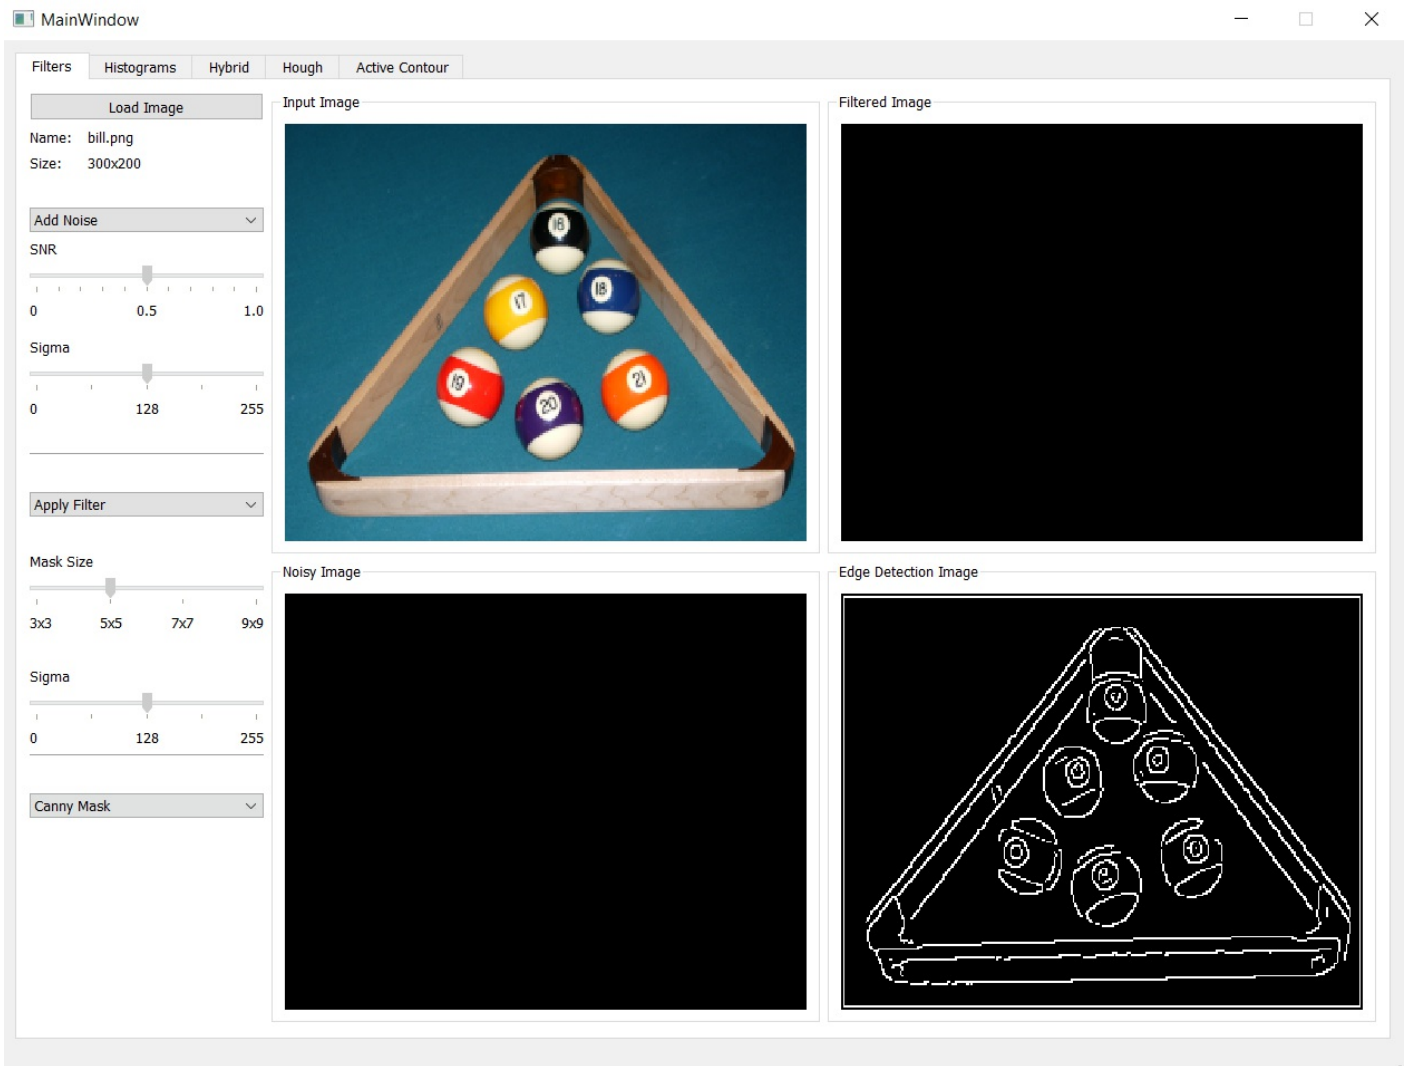 MainWindow
Filters Histograms Hybrid Hough Active Contour
Load Image
Name: bill.png
Size: 300x200
Add Noise
SNR
0 0.5 1.0
Sigma
0 128 255
Apply Filter
Mask Size
3x3 5x5 7x7 9x9
Sigma
0 128 255
Canny Mask
Input Image
18
17
18
19
20
21
Filtered Image
Noisy Image
Edge Detection Image